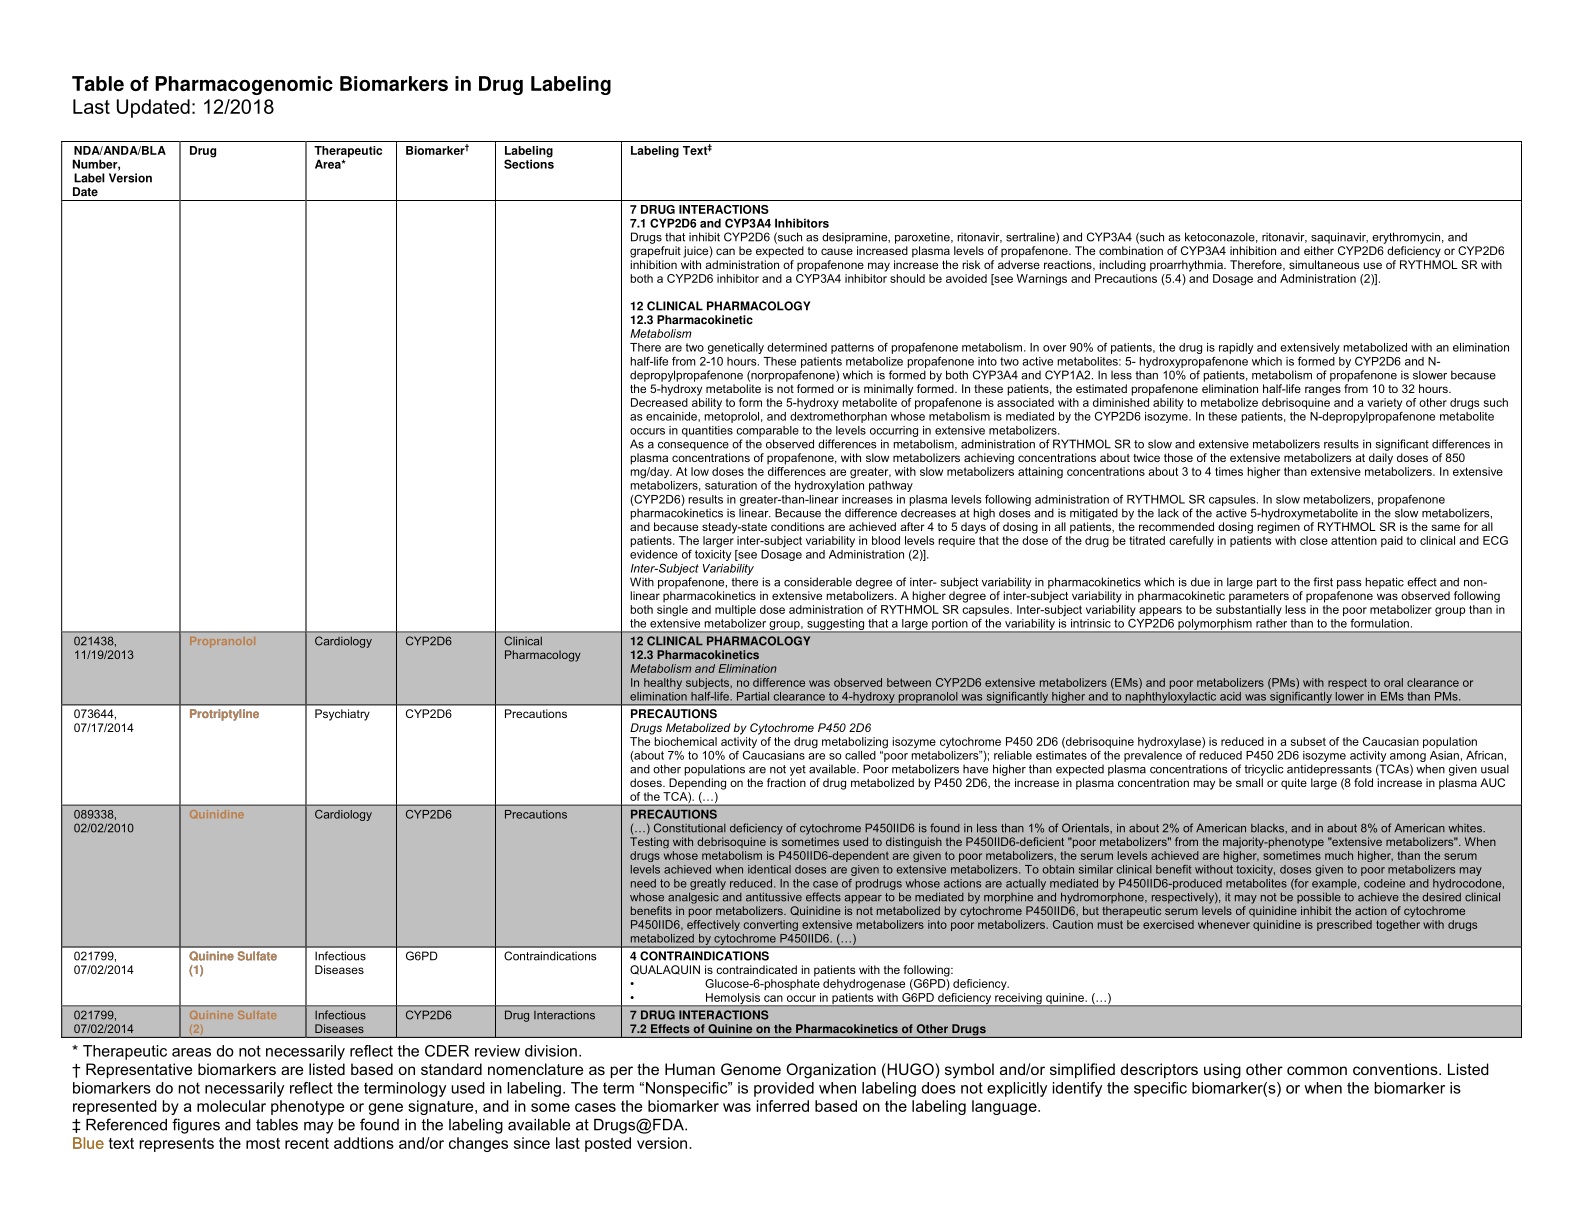 Table of Pharmacogenomic Biomarkers in Drug Labeling
Last Updated: 12/2018
NDA/ANDA/BLA
Number,
Label Version
Date
Drug
Therapeutic
Area*
Biomarker†
Labeling
Sections
Labeling Text‡
7 DRUG INTERACTIONS
7.1 CYP2D6 and CYP3A4 Inhibitors
Drugs that inhibit CYP2D6 (such as desipramine, paroxetine, ritonavir, sertraline) and CYP3A4 (such as ketoconazole, ritonavir, saquinavir, erythromycin, and
grapefruit juice) can be expected to cause increased plasma levels of propafenone. The combination of CYP3A4 inhibition and either CYP2D6 deficiency or CYP2D6
inhibition with administration of propafenone may increase the risk of adverse reactions, including proarrhythmia. Therefore, simultaneous use of RYTHMOL SR with
both a CYP2D6 inhibitor and a CYP3A4 inhibitor should be avoided [see Warnings and Precautions (5.4) and Dosage and Administration (2)].
12 CLINICAL PHARMACOLOGY
12.3 Pharmacokinetic
Metabolism
There are two genetically determined patterns of propafenone metabolism. In over 90% of patients, the drug is rapidly and extensively metabolized with an elimination
half-life from 2-10 hours. These patients metabolize propafenone into two active metabolites: 5- hydroxypropafenone which is formed by CYP2D6 and N-
depropylpropafenone (norpropafenone) which is formed by both CYP3A4 and CYP1A2. In less than 10% of patients, metabolism of propafenone is slower because
the 5-hydroxy metabolite is not formed or is minimally formed. In these patients, the estimated propafenone elimination half-life ranges from 10 to 32 hours.
Decreased ability to form the 5-hydroxy metabolite of propafenone is associated with a diminished ability to metabolize debrisoquine and a variety of other drugs such
as encainide, metoprolol, and dextromethorphan whose metabolism is mediated by the CYP2D6 isozyme. In these patients, the N-depropylpropafenone metabolite
occurs in quantities comparable to the levels occurring in extensive metabolizers.
As a consequence of the observed differences in metabolism, administration of RYTHMOL SR to slow and extensive metabolizers results in significant differences in
plasma concentrations of propafenone, with slow metabolizers achieving concentrations about twice those of the extensive metabolizers at daily doses of 850
mg/day. At low doses the differences are greater, with slow metabolizers attaining concentrations about 3 to 4 times higher than extensive metabolizers. In extensive
metabolizers, saturation of the hydroxylation pathway
(CYP2D6) results in greater-than-linear increases in plasma levels following administration of RYTHMOL SR capsules. In slow metabolizers, propafenone
pharmacokinetics is linear. Because the difference decreases at high doses and is mitigated by the lack of the active 5-hydroxymetabolite in the slow metabolizers,
and because steady-state conditions are achieved after 4 to 5 days of dosing in all patients, the recommended dosing regimen of RYTHMOL SR is the same for all
patients. The larger inter-subject variability in blood levels require that the dose of the drug be titrated carefully in patients with close attention paid to clinical and ECG
evidence of toxicity [see Dosage and Administration (2)].
Inter-Subject Variability
With propafenone, there is a considerable degree of inter- subject variability in pharmacokinetics which is due in large part to the first pass hepatic effect and non-
linear pharmacokinetics in extensive metabolizers. A higher degree of inter-subject variability in pharmacokinetic parameters of propafenone was observed following
both single and multiple dose administration of RYTHMOL SR capsules. Inter-subject variability appears to be substantially less in the poor metabolizer group than in
the extensive metabolizer group, suggesting that a large portion of the variability is intrinsic to CYP2D6 polymorphism rather than to the formulation.
021438,
11/19/2013
Propranolol
Cardiology
CYP2D6
Clinical
Pharmacology
12 CLINICAL PHARMACOLOGY
12.3 Pharmacokinetics
Metabolism and Elimination
In healthy subjects, no difference was observed between CYP2D6 extensive metabolizers (EMs) and poor metabolizers (PMs) with respect to oral clearance or
elimination half-life. Partial clearance to 4-hydroxy propranolol was significantly higher and to naphthyloxylactic acid was significantly lower in EMs than PMs.
073644,
07/17/2014
Protriptyline
Psychiatry
CYP2D6
Precautions
PRECAUTIONS
Drugs Metabolized by Cytochrome P450 2D6
The biochemical activity of the drug metabolizing isozyme cytochrome P450 2D6 (debrisoquine hydroxylase) is reduced in a subset of the Caucasian population
(about 7% to 10% of Caucasians are so called “poor metabolizers”); reliable estimates of the prevalence of reduced P450 2D6 isozyme activity among Asian, African,
and other populations are not yet available. Poor metabolizers have higher than expected plasma concentrations of tricyclic antidepressants (TCAs) when given usual
doses. Depending on the fraction of drug metabolized by P450 2D6, the increase in plasma concentration may be small or quite large (8 fold increase in plasma AUC
of the TCA). (…)
089338,
02/02/2010
Quinidine
Cardiology
CYP2D6
Precautions
PRECAUTIONS
(…) Constitutional deficiency of cytochrome P450IID6 is found in less than 1% of Orientals, in about 2% of American blacks, and in about 8% of American whites.
Testing with debrisoquine is sometimes used to distinguish the P450IID6-deficient "poor metabolizers" from the majority-phenotype "extensive metabolizers". When
drugs whose metabolism is P450IID6-dependent are given to poor metabolizers, the serum levels achieved are higher, sometimes much higher, than the serum
levels achieved when identical doses are given to extensive metabolizers. To obtain similar clinical benefit without toxicity, doses given to poor metabolizers may
need to be greatly reduced. In the case of prodrugs whose actions are actually mediated by P450IID6-produced metabolites (for example, codeine and hydrocodone,
whose analgesic and antitussive effects appear to be mediated by morphine and hydromorphone, respectively), it may not be possible to achieve the desired clinical
benefits in poor metabolizers. Quinidine is not metabolized by cytochrome P450IID6, but therapeutic serum levels of quinidine inhibit the action of cytochrome
P450IID6, effectively converting extensive metabolizers into poor metabolizers. Caution must be exercised whenever quinidine is prescribed together with drugs
metabolized by cytochrome P450IID6. (…)
021799,
07/02/2014
Quinine Sulfate
(1)
Infectious
Diseases
G6PD
Contraindications
4 CONTRAINDICATIONS
QUALAQUIN is contraindicated in patients with the following:
• Glucose-6-phosphate dehydrogenase (G6PD) deficiency.
• Hemolysis can occur in patients with G6PD deficiency receiving quinine. (…)
021799,
07/02/2014
Quinine Sulfate
(2)
Infectious
Diseases
CYP2D6
Drug Interactions
7 DRUG INTERACTIONS
7.2 Effects of Quinine on the Pharmacokinetics of Other Drugs
* Therapeutic areas do not necessarily reflect the CDER review division.
† Representative biomarkers are listed based on standard nomenclature as per the Human Genome Organization (HUGO) symbol and/or simplified descriptors using other common conventions. Listed
biomarkers do not necessarily reflect the terminology used in labeling. The term “Nonspecific” is provided when labeling does not explicitly identify the specific biomarker(s) or when the biomarker is
represented by a molecular phenotype or gene signature, and in some cases the biomarker was inferred based on the labeling language.
‡ Referenced figures and tables may be found in the labeling available at Drugs@FDA.
Blue text represents the most recent addtions and/or changes since last posted version.